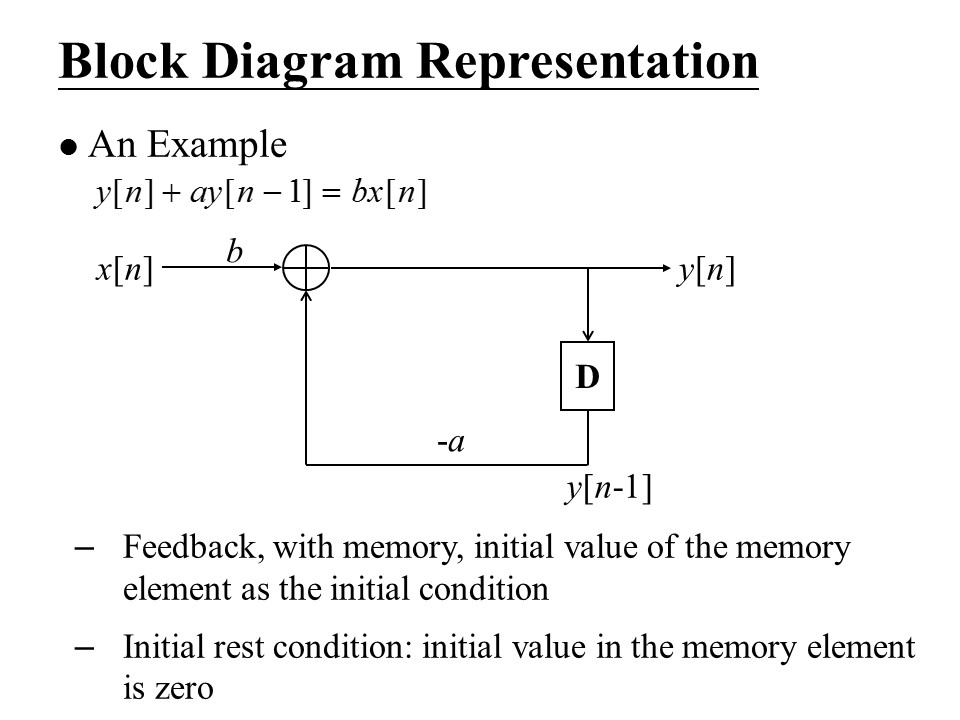 Block Diagram Representation
● An Example
y[n] + ay[n − 1] = bx[n]
b
x[n]
y[n]
D
-a
y[n-1]
– Feedback, with memory, initial value of the memory
element as the initial condition
– Initial rest condition: initial value in the memory element
is zero